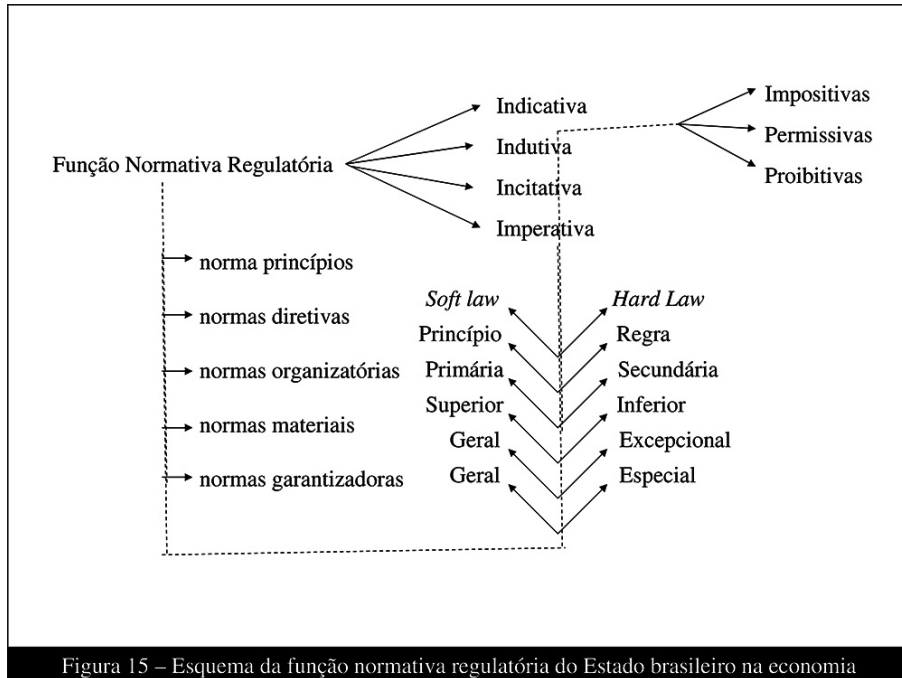 Indicativa
Impositivas
Indutiva
Permissivas
Função Normativa Regulatória
Proibitivas
Incitativa
Imperativa
norma princípios
Soft law Hard Law
normas diretivas
Princípio Regra
normas organizatórias
Primária Secundária
Superior Inferior
normas materiais
Geral Excepcional
normas garantizadoras
Geral Especial
Figura 15 – Esquema da função normativa regulatória do Estado brasileiro na economia